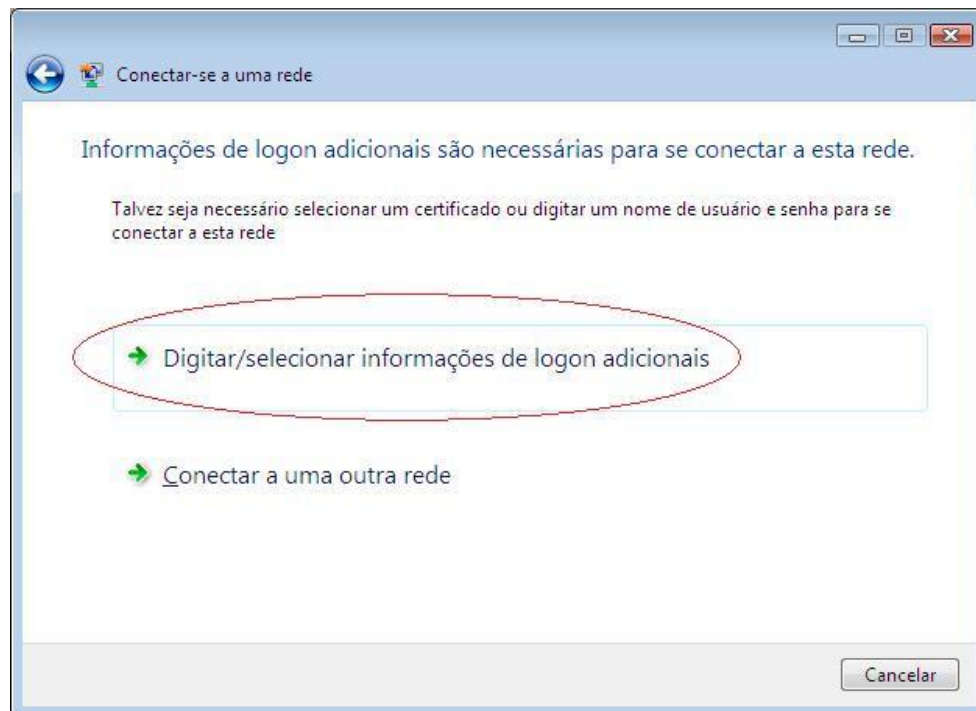 Conectar-se a uma rede
Informações de logon adicionais são necessárias para se conectar a esta rede.
Talvez seja necessário selecionar um certificado ou digitar um nome de usuário e senha para se
conectar a esta rede
Digitar/selecionar informações de logon adicionais
Conectar a uma outra rede
Cancelar